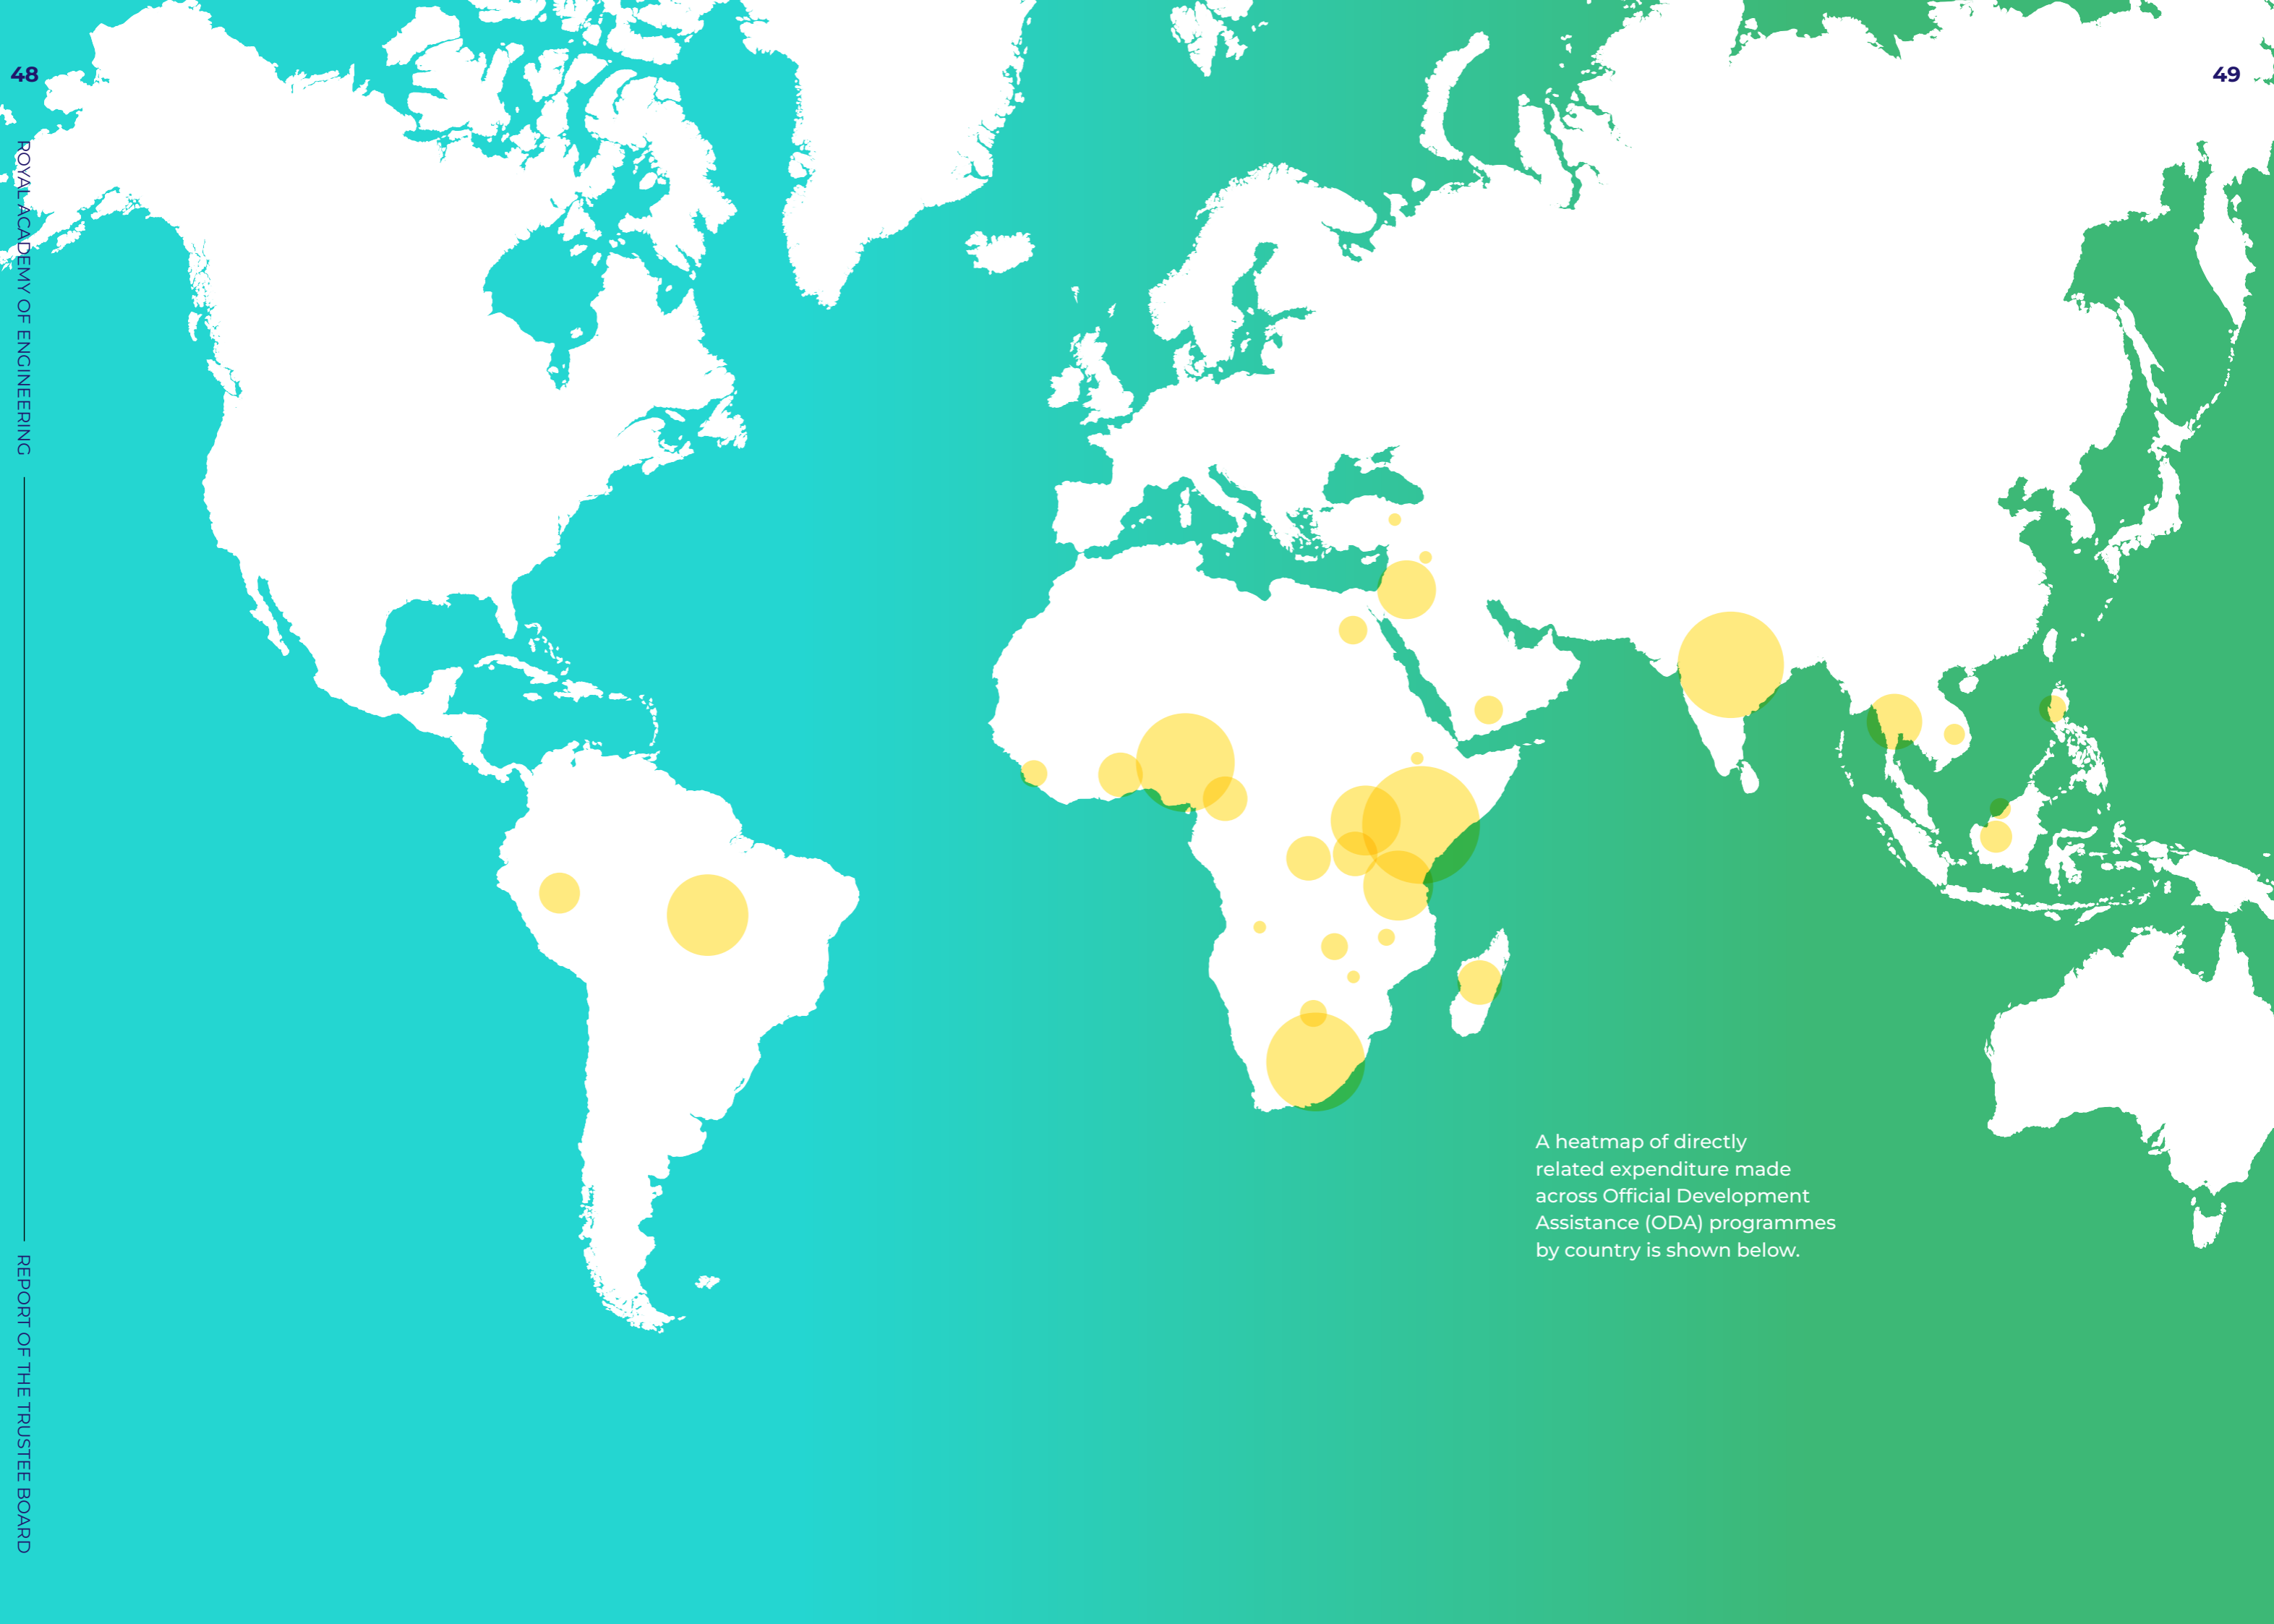 48
ROYAL ACADEMY OF ENGINEERING
REPORT OF THE TRUSTEE BOARD
49
A heatmap of directly
related expenditure made
across Official Development
Assistance (ODA) programmes
by country is shown below.